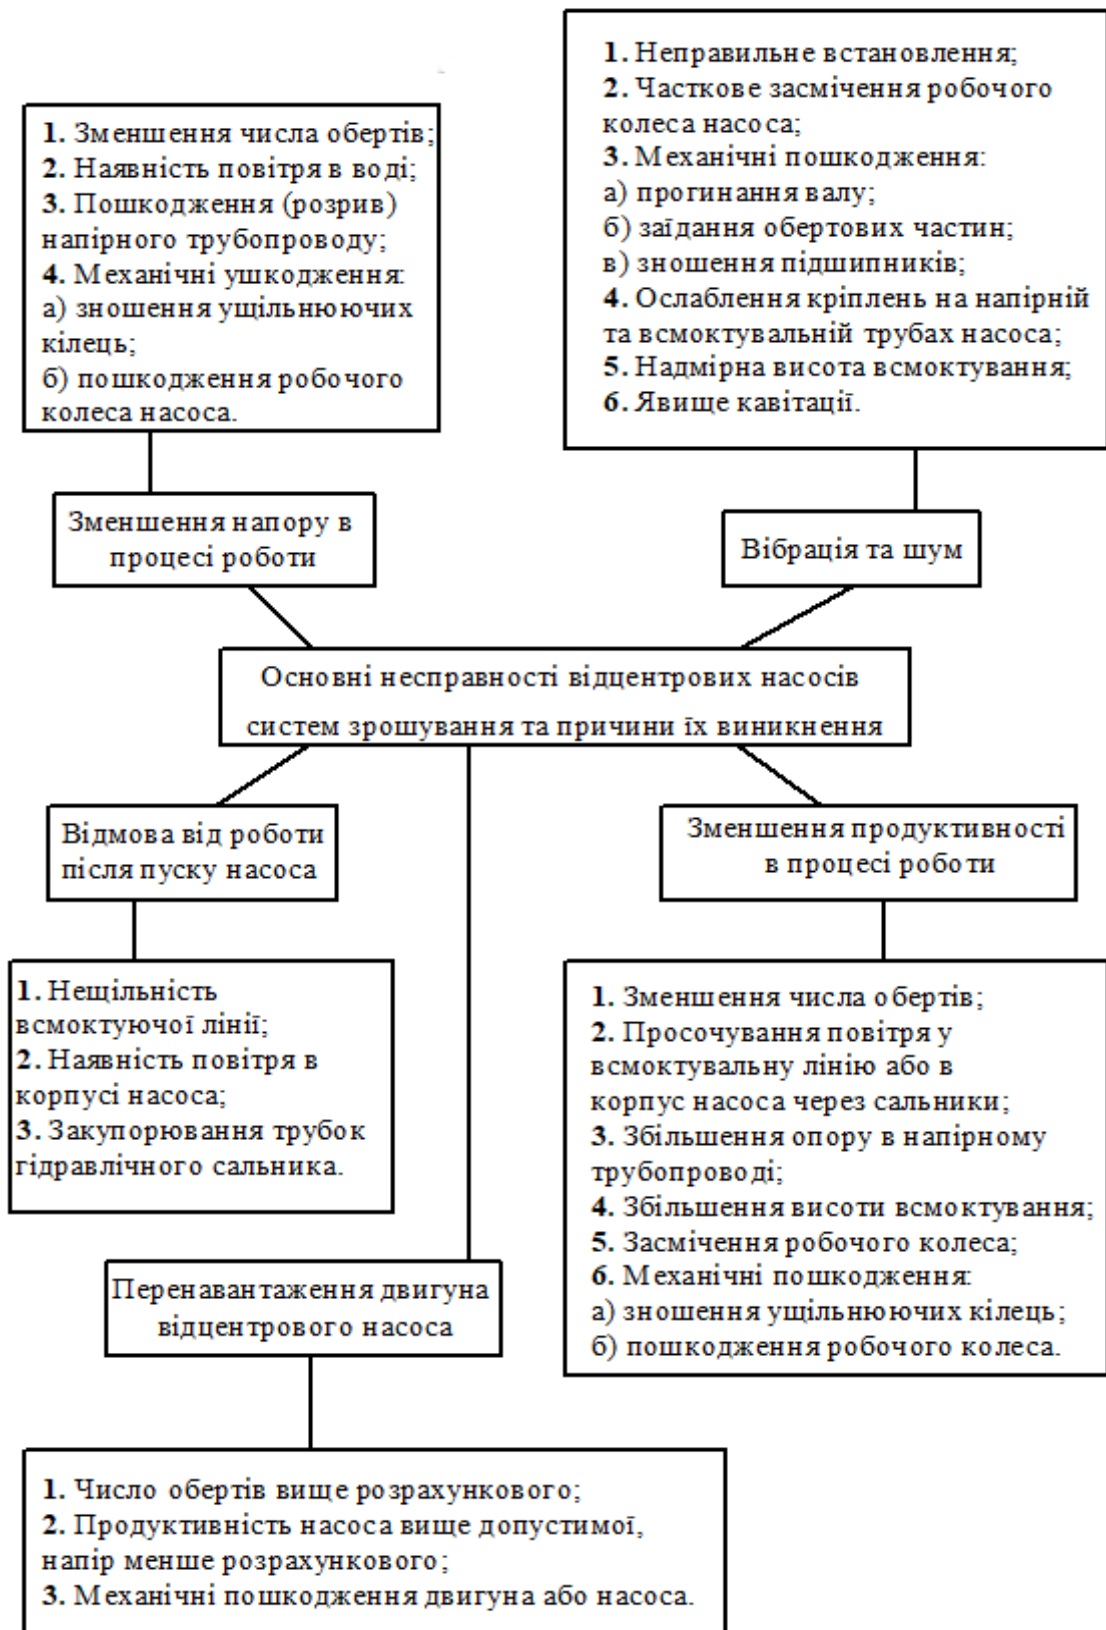 1. Зменшення числа обертів;
2. Наявність повітря в воді;
3. Пошкодження (розрив)
напірного трубопроводу;
4. Механічні ушкодження:
а) зношення ущільнюючих
кілець;
б) пошкодження робочого
колеса насоса.
1. Неправильне встановлення;
2. Часткове засмічення робочого
колеса насоса;
3. Механічні пошкодження:
а) прогинання валу;
б) заїдання обертових частин;
в) зношення підшипників;
4. Ослаблення кріплень на напірній
та всмоктувальній трубах насоса;
5. Надмірна висота всмоктування;
6. Явище кавітації.
Зменшення напору в
процесі роботи
Вібрація та шум
Основні несправності відцентрових насосів
систем зрошування та причини їх виникнення
Відмова від роботи
після пуску насоса
Зменшення продуктивності
в процесі роботи
1. Нещільність
всмоктуючої лінії;
2. Наявність повітря в
корпусі насоса;
3. Закупорювання трубок
гідравлічного сальника.
1. Зменшення числа обертів;
2. Просочування повітря у
всмоктувальну лінію або в
корпус насоса через сальники;
3. Збільшення опору в напірному
трубопроводі;
4. Збільшення висоти всмоктування;
5. Засмічення робочого колеса;
6. Механічні пошкодження:
а) зношення ущільнюючих кілець;
б) пошкодження робочого колеса.
Перенавантаження двигуна
відцентрового насоса
1. Число обертів вище розрахункового;
2. Продуктивність насоса вище допустимої,
напір менше розрахункового;
3. Механічні пошкодження двигуна або насоса.